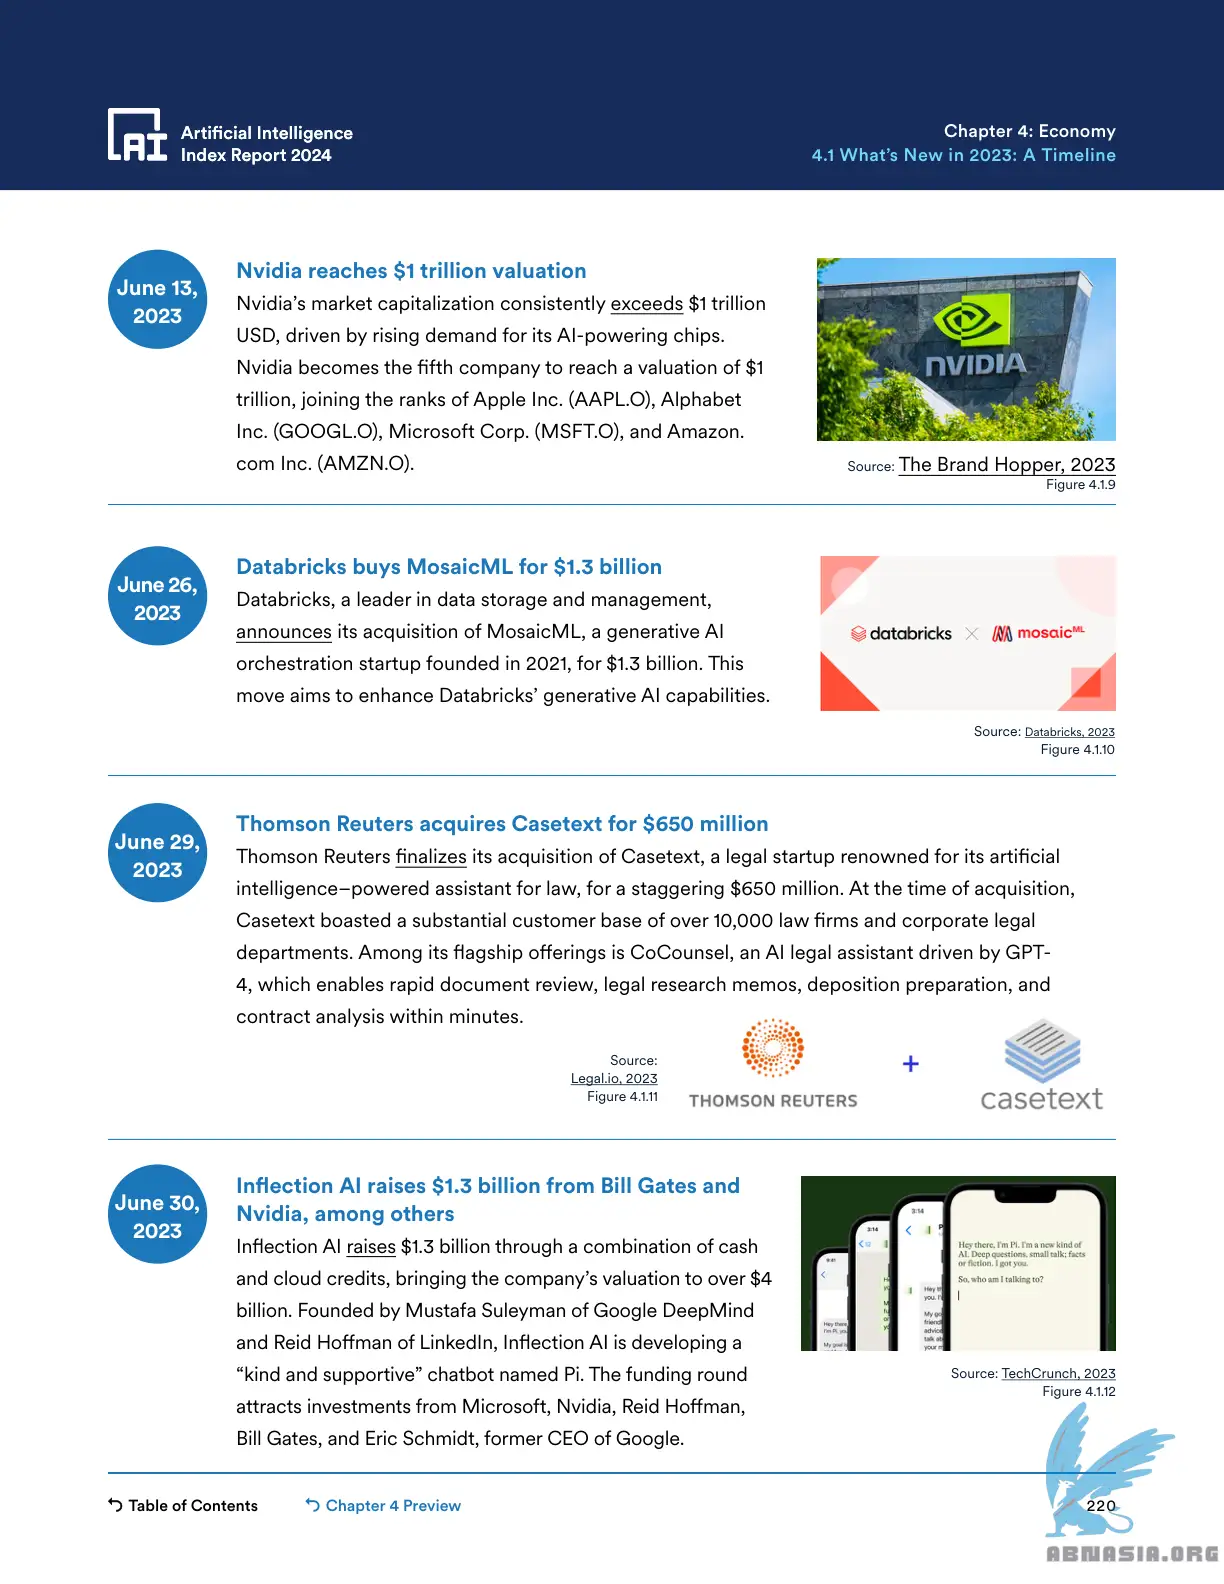 Artificial Intelligence
Index Report 2024
Chapter 4: Economy
4.1 What's New in 2023: A Timeline
June 13,
2023
Nvidia reaches $1 trillion valuation
Nvidia's market capitalization consistently exceeds $1 trillion
USD, driven by rising demand for its AI-powering chips.
Nvidia becomes the fifth company to reach a valuation of $1
trillion, joining the ranks of Apple Inc. (AAPL.O), Alphabet
Inc. (GOOGL.O), Microsoft Corp. (MSFT.O), and Amazon.
com Inc. (AMZN.O).
NVIDIA
Source: The Brand Hopper, 2023
Figure 4.1.9
June 26,
2023
Databricks buys MosaicML for $1.3 billion
Databricks, a leader in data storage and management,
announces its acquisition of MosaicML, a generative AI
orchestration startup founded in 2021, for $1.3 billion. This
move aims to enhance Databricks' generative AI capabilities.
databricks × mosaicML
Source: Databricks, 2023
Figure 4.1.10
June 29,
2023
Thomson Reuters acquires Casetext for $650 million
Thomson Reuters finalizes its acquisition of Casetext, a legal startup renowned for its artificial
intelligence–powered assistant for law, for a staggering $650 million. At the time of acquisition,
Casetext boasted a substantial customer base of over 10,000 law firms and corporate legal
departments. Among its flagship offerings is CoCounsel, an AI legal assistant driven by GPT-
4, which enables rapid document review, legal research memos, deposition preparation, and
contract analysis within minutes.
Source:
Legal.io, 2023
Figure 4.1.11
THOMSON REUTERS
+
casetext
June 30,
2023
Inflection AI raises $1.3 billion from Bill Gates and
Nvidia, among others
Inflection AI raises $1.3 billion through a combination of cash
and cloud credits, bringing the company's valuation to over $4
billion. Founded by Mustafa Suleyman of Google DeepMind
and Reid Hoffman of LinkedIn, Inflection AI is developing a
"kind and supportive" chatbot named Pi. The funding round
attracts investments from Microsoft, Nvidia, Reid Hoffman,
Bill Gates, and Eric Schmidt, former CEO of Google.
3:14
3:14
9:41
Hey there, I'm Pi. I'm a new kind of
AI. Deep questions, small talk; facts
or fiction. I got you.
So, who am I talking to?
Source: TechCrunch, 2023
Figure 4.1.12
Table of Contents
Chapter 4 Preview
220
ABNASIA.ORG